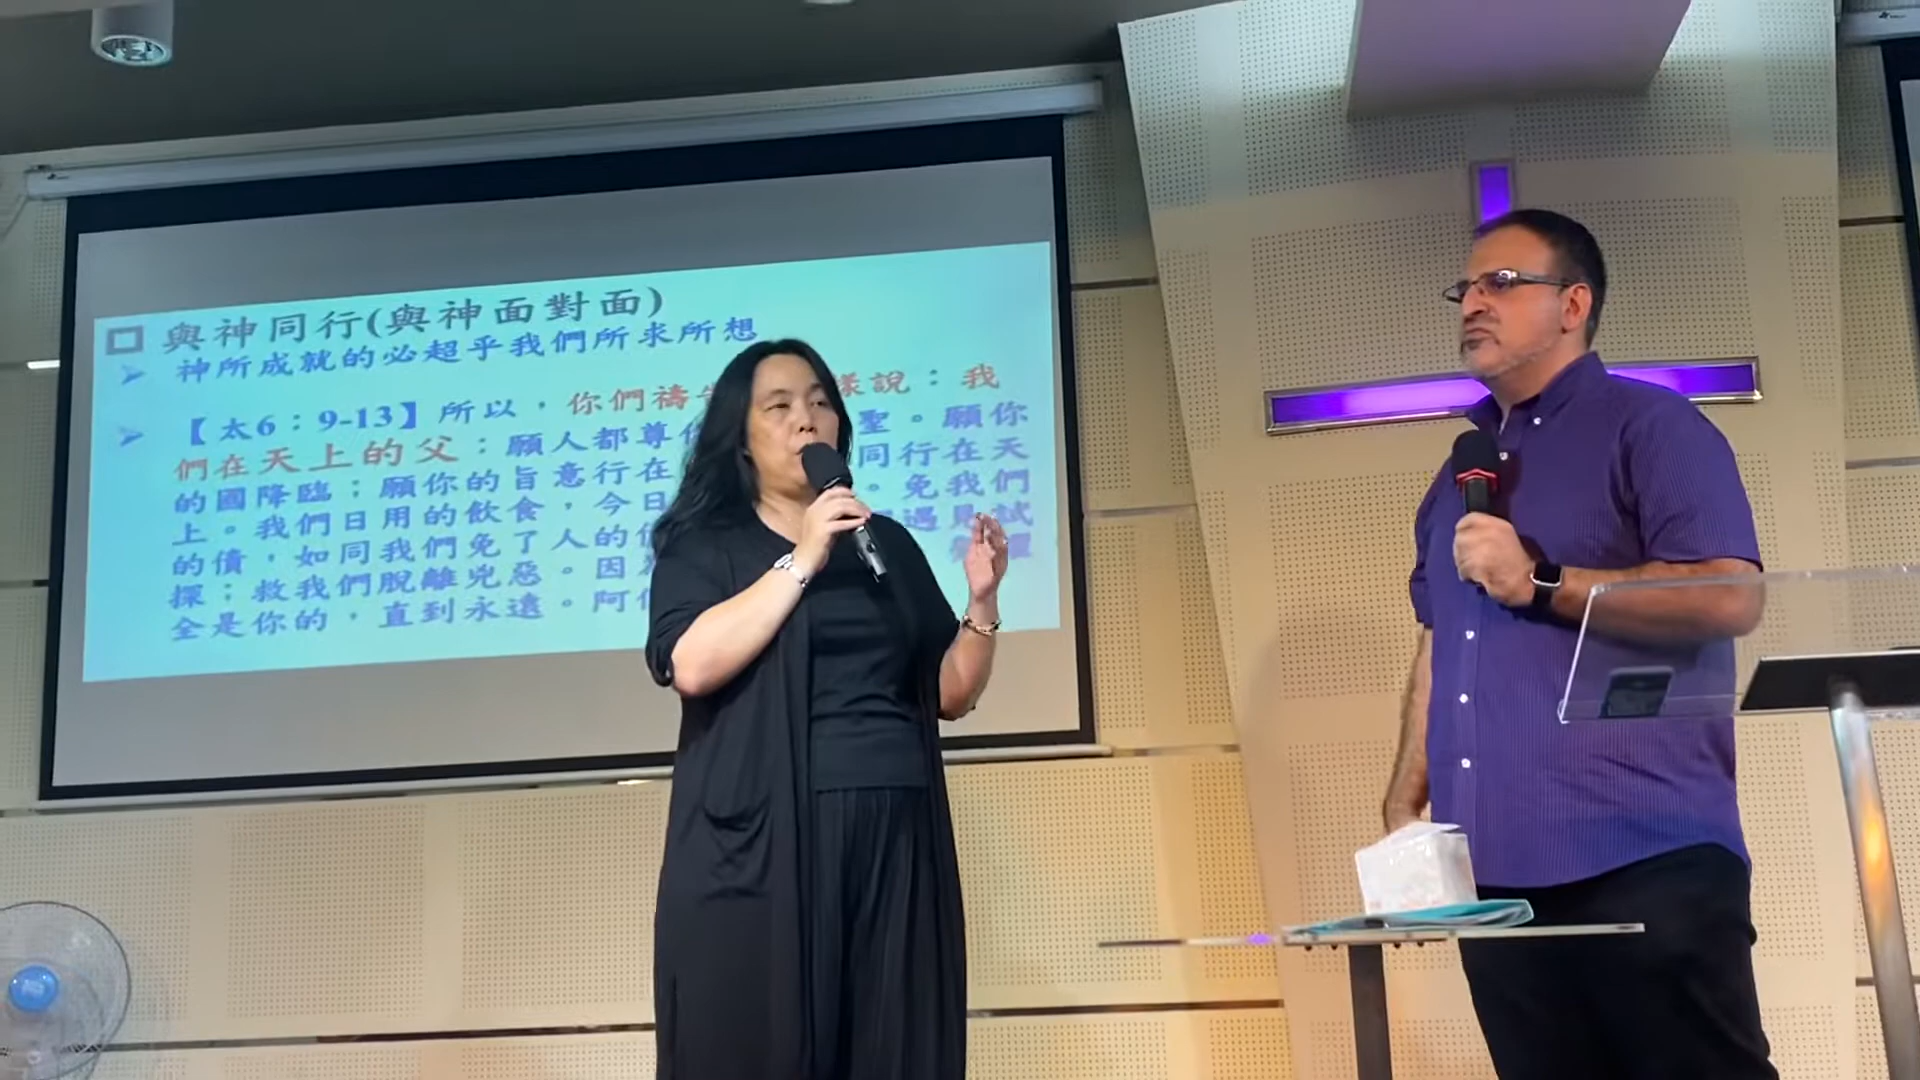 與神同行(與神面對面)
神所成就的必超乎我們所求所想
【太6：9-13】所以，你們禱 樣說：我
們在天上的父：願人都尊 聖。願你
的國降臨；願你的旨意行在 同行在天
上。我們日用的飲食，今日 。免我們
的債，如同我們免了人的 遇見試
探；救我們脫離兇惡。因 權
全是你的，直到永遠。阿